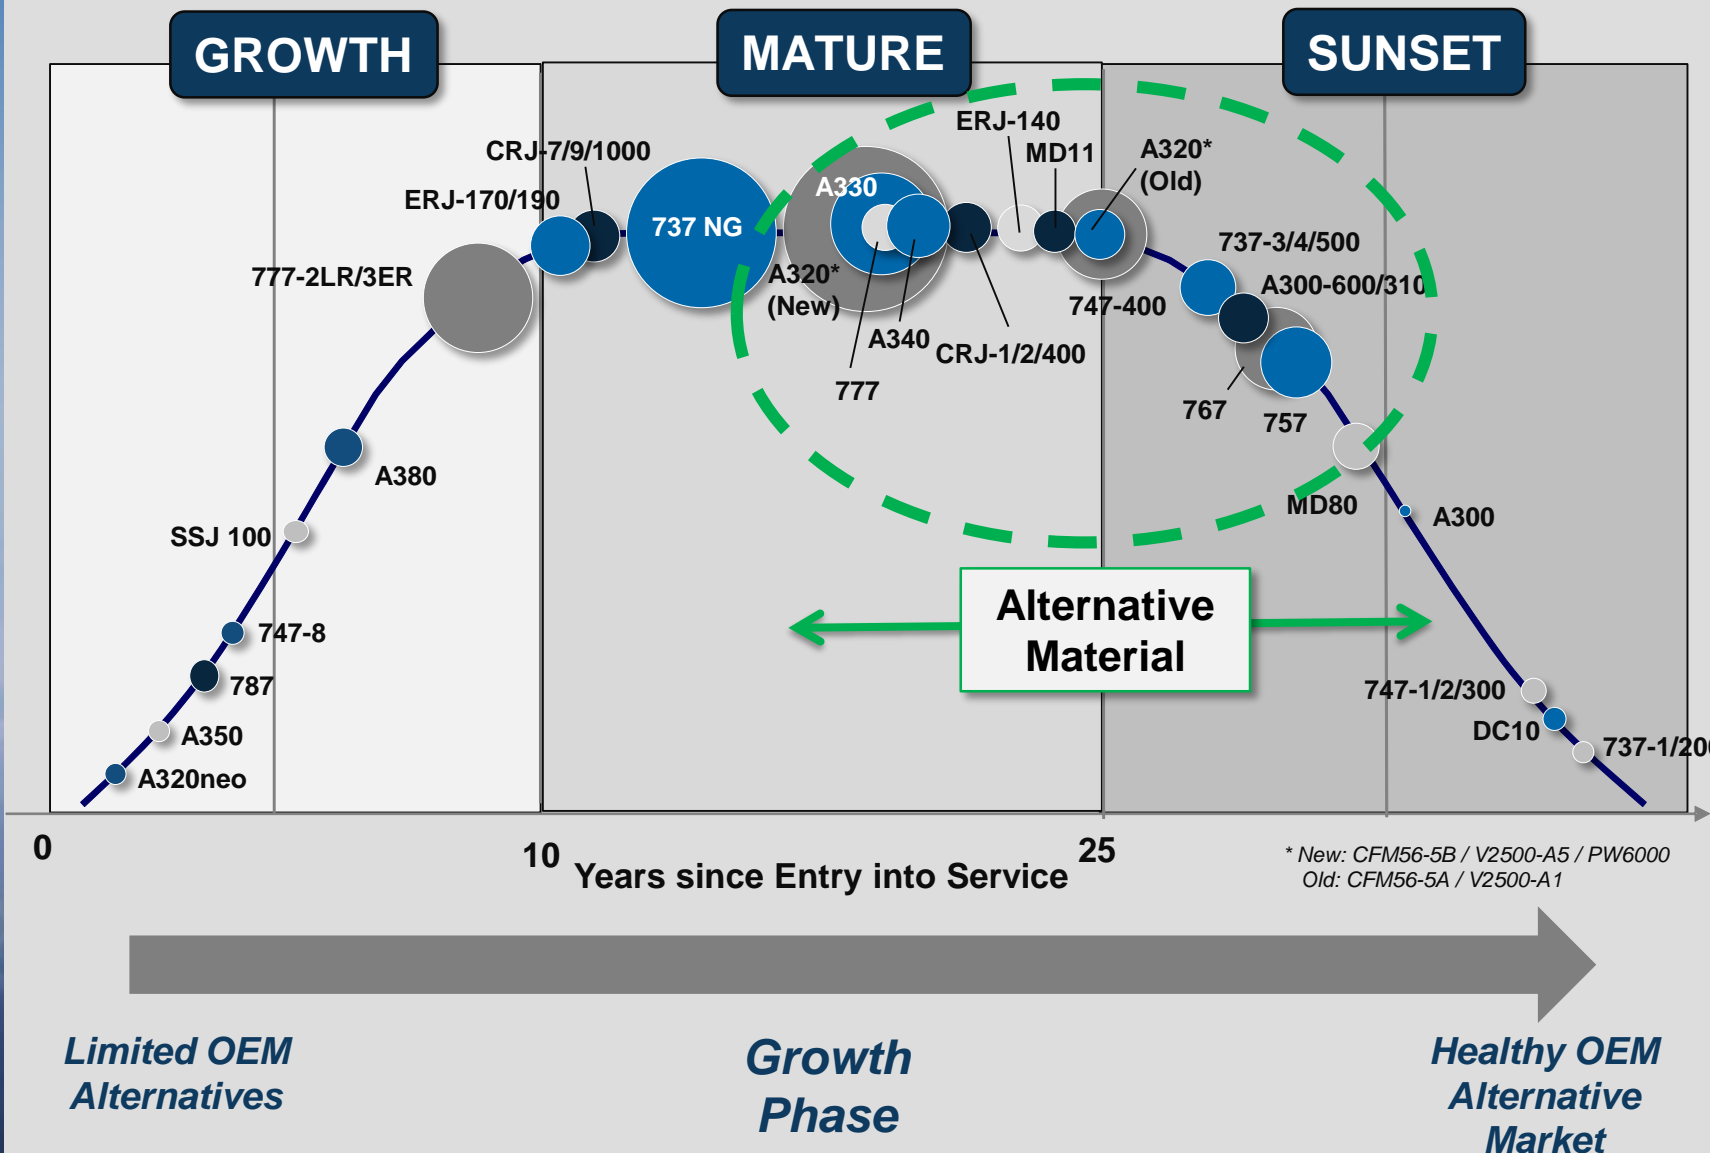 GROWTH
MATURE
SUNSET
ERJ-140
CRJ-7/9/1000
MD11
A320*
(Old)
ERJ-170/190
A330
737 NG
737-3/4/500
777-2LR/3ER
A320*
(New)
A300-600/310
747-400
A340
CRJ-1/2/400
777
767
757
A380
MD80
A300
SSJ 100
Alternative
Material
747-8
787
747-1/2/300
A350
DC10
737-1/200
A320neo
0
10
25
Years since Entry into Service
* New: CFM56-5B / V2500-A5 / PW6000
Old: CFM56-5A / V2500-A1
Limited OEM
Alternatives
Growth
Phase
Healthy OEM
Alternative
Market